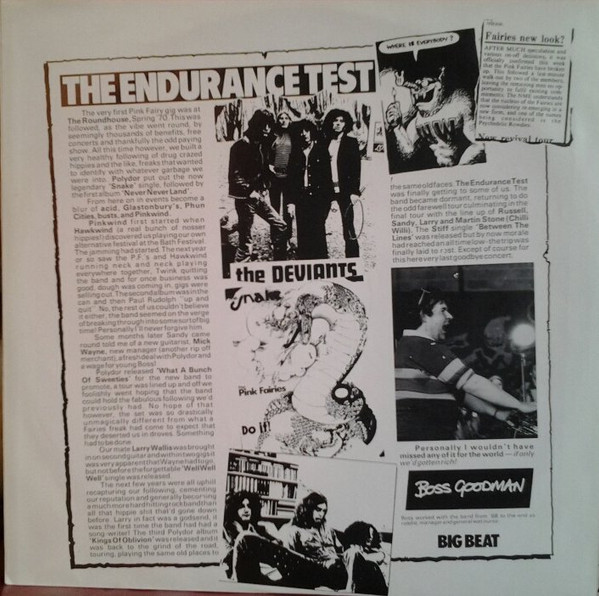 THE ENDURANCE TEST
The very first Pink Fairy gig was at
The Roundhouse, Spring '70. This was
followed, as the vibe went round, by
seemingly thousands of benefits, free
concerts and thankfully the odd paying
show. All this time however, we built a
very healthy following of drug crazed
hippies and the like, freaks that wanted
to identify with whatever garbage we
were into. Polydor put out the now
legendary 'Snake' single, followed by
the first album 'Never Never Land'.
From here on in events become a
blur of acid, Glastonbury's, Phun
Cities, busts, and Pinkwind.
Pinkwind first started when
Hawkwind (a real bunch of nosser
hippies) discovered us playing our own
alternative festival at the Bath Festival.
The jamming had started. The next year
or so saw the P.F.'s and Hawkwind
running neck and neck playing
everywhere together, Twink quitting
the band and for once business was
good, dough was coming in, gigs were
selling out. The second album was in the
can and then Paul Rudolph "up and
quit". No, the rest of us couldn't believe
it either, the band seemed on the verge
of breaking through into some sort of big
time! Personally I'll never forgive him.
Some months later Sandy came
round told me of a new guitarist, Mick
Wayne, new manager (another rip off
merchant), a fresh deal with Polydor and
a wage for young Boss!
Polydor released 'What A Bunch
Of Sweeties' for the new band to
promote, a tour was lined up and off we
foolishly went hoping that the band
could hold the fabulous following we'd
previously had. No hope of that
however, the set was so drastically
unmagically different from what a
Fairies freak had come to expect that
they deserted us in droves. Something
had to be done.
Our mate Larry Wallis was brought
in on second guitar and within two gigs it
was very apparent that Wayne had to go,
but not before the forgettable 'Well Well
Well' single was released.
The next few years were all uphill
recapturing our following, cementing
our reputation and generally becoming
a much more hard hitting rock band than
all that hippie shit that'd gone down
before. Larry in fact was a godsend, it
was the first time the band had had a
song-writer! The third Polydor album
'Kings Of Oblivion' was released and it
was back to the grind of the road,
touring, playing the same old places to
the DEVIANTS
Snake
Pink Fairies
Do it!
WHERE IS EVERYBODY?
Fairies new look?
AFTER MUCH speculation and
New revival tour
the same old faces. The Endurance Test
was finally getting to some of us. The
band became dormant, returning to do
the odd farewell tour culminating in the
final tour with the line up of Russell,
Sandy, Larry and Martin Stone (Chilli
Willi). The Stiff single 'Between The
Lines' was released but by now morale
had reached an all time low - the trip was
finally laid to rest. Except of course for
this here very last goodbye concert.
Personally I wouldn't have
missed any of it for the world — if only
we'd gotten rich!
BOSS GOODMAN
Boss worked with the band from '68 to the end as
roadie, manager and general
BIG BEAT